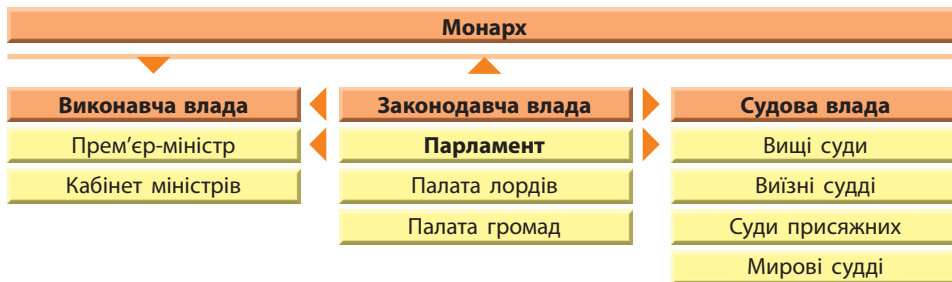 Монарх
Виконавча влада
Прем’єр-міністр
Кабінет міністрів
Законодавча влада
Парламент
Палата лордів
Палата громад
Судова влада
Вищі суди
Виїзні судді
Суди присяжних
Мирові судді